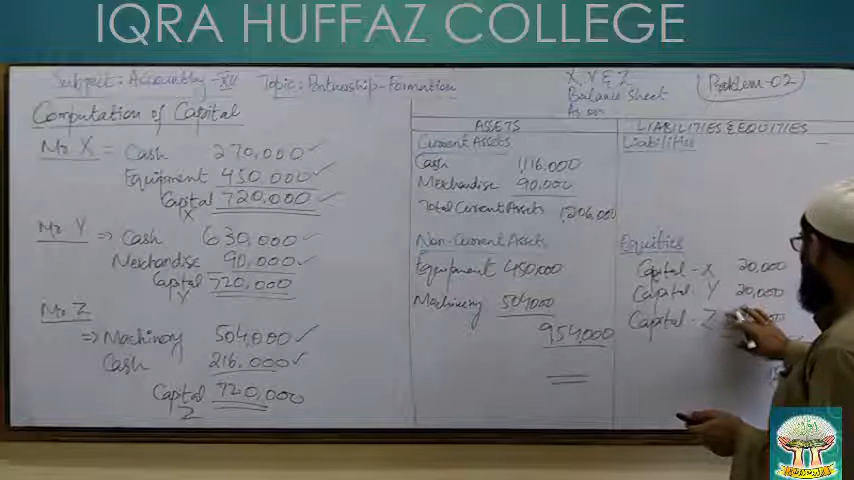 IQRA HUFFAZ COLLEGE
Subject: Accounting-XII Topic: Partnership-Formation
Computation of Capital
Mr X = Cash 270,000
Equipment 450,000
Capital X 720,000
Mr Y ⇒ Cash 630,000
Merchandise 90,000
Capital Y 720,000
Mr Z
⇒ Machinery 504,000
Cash 216,000
Capital Z 720,000
X, Y & Z
Balance Sheet
As on
Problem-02
ASSETS
Current Assets
Cash 1,116,000
Merchandise 90,000
Total Current Assets 1,206,000
Non-Current Assets
Equipment 450,000
Machinery 504,000
954,000
LIABILITIES & EQUITIES
Liabilities
Equities
Capital - X 20,000
Capital - Y 20,000
Capital - Z